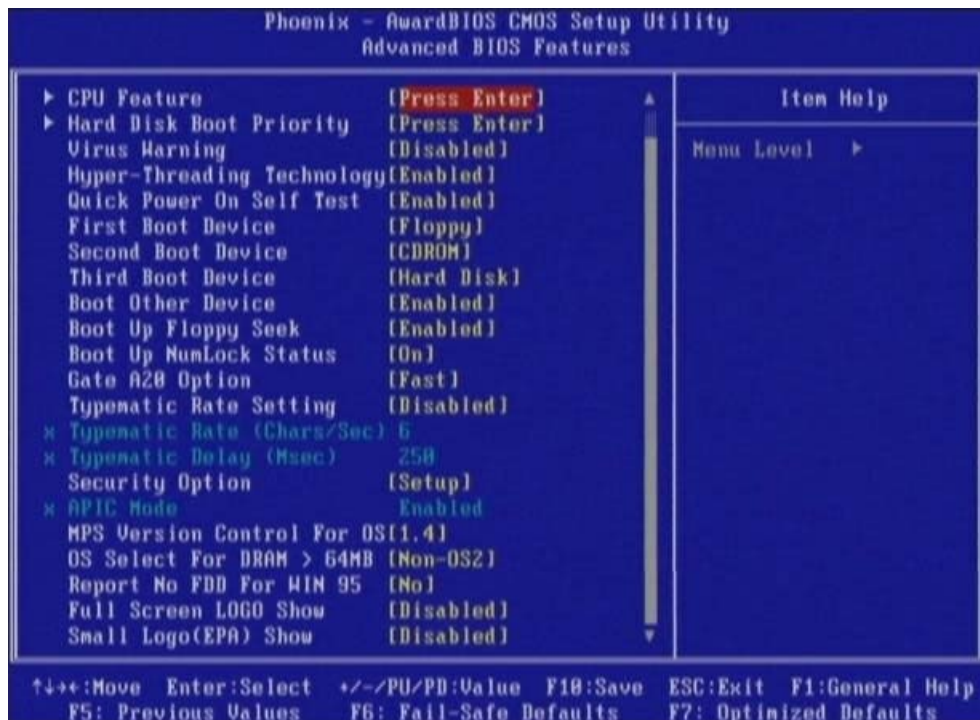 Phoenix - AwardBIOS CMOS Setup Utility
Advanced BIOS Features
▶ CPU Feature [Press Enter]
▶ Hard Disk Boot Priority [Press Enter]
Virus Warning [Disabled]
Hyper-Threading Technology[Enabled]
Quick Power On Self Test [Enabled]
First Boot Device [Floppy]
Second Boot Device [CDROM]
Third Boot Device [Hard Disk]
Boot Other Device [Enabled]
Boot Up Floppy Seek [Enabled]
Boot Up NumLock Status [On]
Gate A20 Option [Fast]
Typematic Rate Setting [Disabled]
x Typematic Rate (Chars/Sec) 6
x Typematic Delay (Msec) 250
Security Option [Setup]
x APIC Mode Enabled
MPS Version Control For OS[1.4]
OS Select For DRAM > 64MB [Non-OS2]
Report No FDD For WIN 95 [No]
Full Screen LOGO Show [Disabled]
Small Logo(EPA) Show [Disabled]
Item Help
Menu Level ▶
↑↓→←:Move Enter:Select +/-/PU/PD:Value F10:Save ESC:Exit F1:General Help
F5: Previous Values F6: Fail-Safe Defaults F7: Optimized Defaults